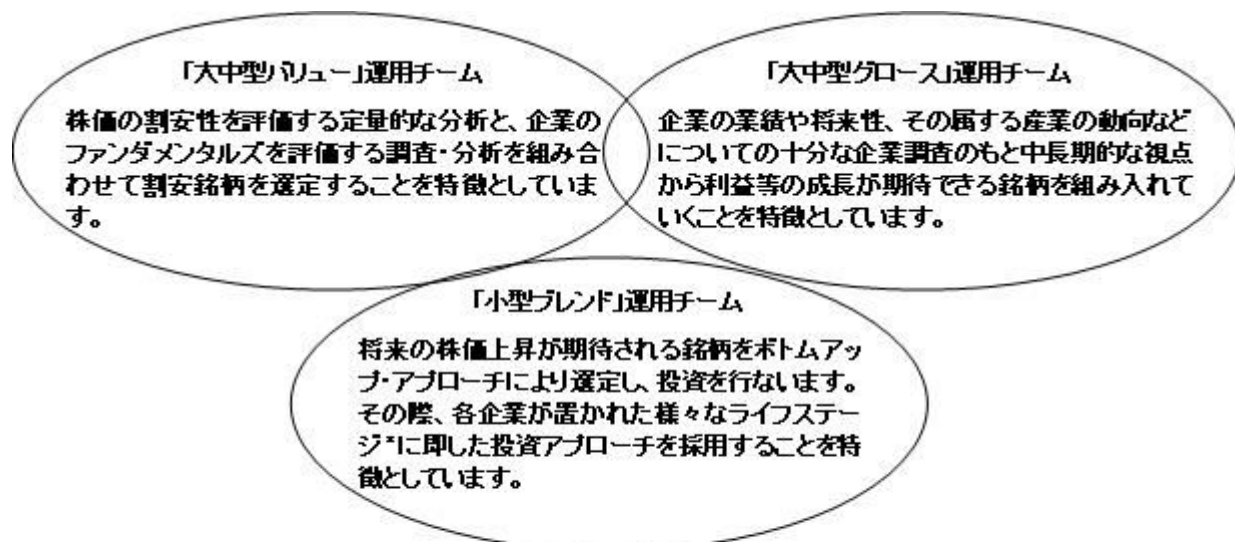 「大中型バリュー」運用チーム
株価の割安性を評価する定量的な分析と、企業の
ファンダメンタルズを評価する調査・分析を組み合
わせて割安銘柄を選定することを特徴としていま
す。
「大中型グロース」運用チーム
企業の業績や将来性、その属する産業の動向など
についての十分な企業調査のもと中長期的な視点
から利益等の成長が期待できる銘柄を組み入れて
いくことを特徴としています。
「小型ブレンド」運用チーム
将来の株価上昇が期待される銘柄をボトムアッ
プ・アプローチにより選定し、投資を行ないます。
その際、各企業が置かれた様々なライフステー
ジ*に即した投資アプローチを採用することを特
徴としています。